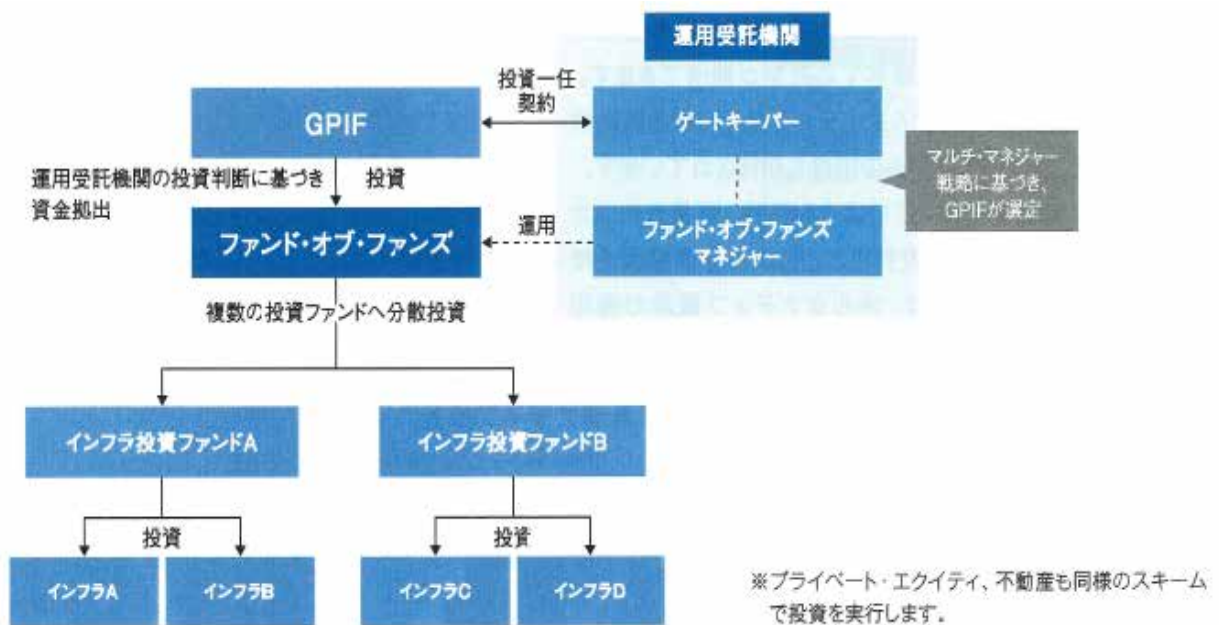 運用受託機関
投資一任
契約
GPIF
ゲートキーパー
マルチ・マネジャー
戦略に基づき、
GPIFが選定
運用受託機関の投資判断に基づき
資金拠出
投資
ファンド・オブ・ファンズ
運用
ファンド・オブ・ファンズ
マネジャー
複数の投資ファンドへ分散投資
インフラ投資ファンドA
インフラ投資ファンドB
投資
投資
インフラA
インフラB
インフラC
インフラD
※プライベート・エクイティ、不動産も同様のスキーム
で投資を実行します。